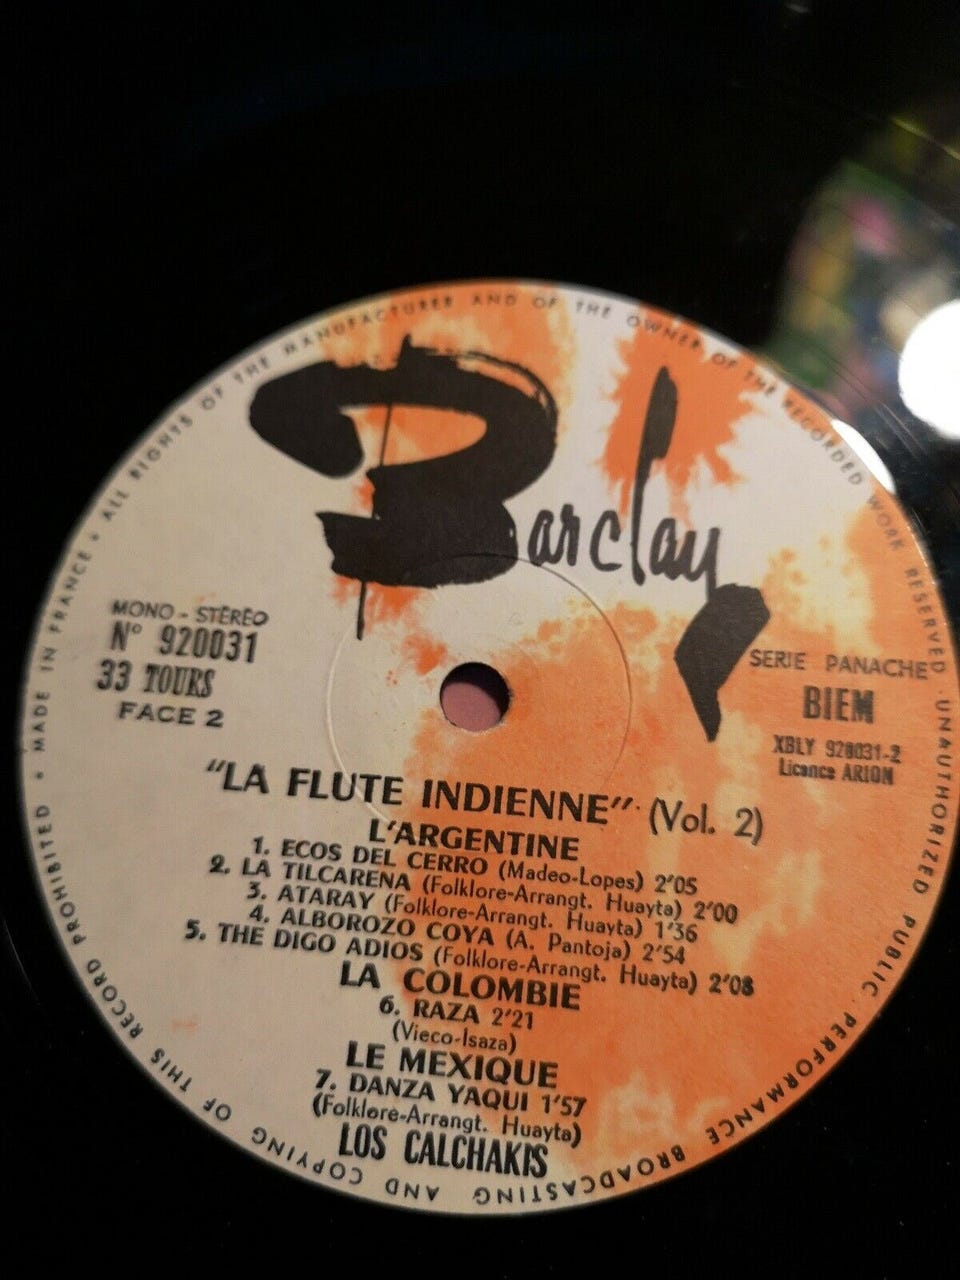 MADE IN FRANCE • ALL RIGHTS OF THE MANUFACTURER AND OF THE OWNER OF THE RECORDED WORK RESERVED • UNAUTHORIZED PUBLIC PERFORMANCE BROADCASTING AND COPYING OF THIS RECORD PROHIBITED •
Barclay
MONO - STÉRÉO
N° 920031
33 TOURS
FACE 2
SERIE PANACHE
BIEM
XBLY 920031-2
Licence ARION
"LA FLUTE INDIENNE" (Vol. 2)
L'ARGENTINE
1. ECOS DEL CERRO (Madeo-Lopes) 2'05
2. LA TILCARENA (Folklore-Arrangt. Huayta) 2'00
3. ATARAY (Folklore-Arrangt. Huayta) 1'36
4. ALBOROZO COYA (A. Pantoja) 2'54
5. THE DIGO ADIOS (Folklore-Arrangt. Huayta) 2'08
LA COLOMBIE
6. RAZA 2'21
(Vieco-Isaza)
LE MEXIQUE
7. DANZA YAQUI 1'57
(Folklore-Arrangt. Huayta)
LOS CALCHAKIS